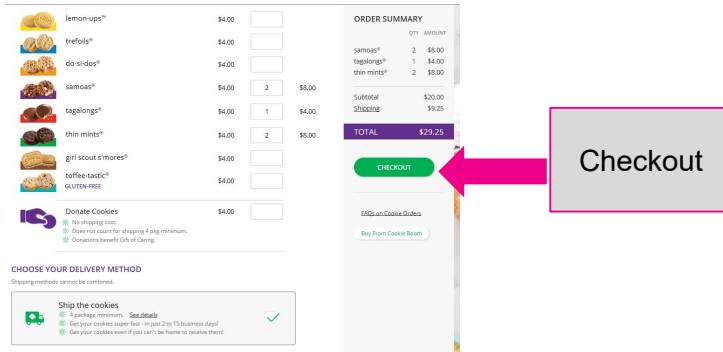 lemon-ups™ $4.00
trefoils® $4.00
do-si-dos® $4.00
samoas® $4.00 2 $8.00
tagalongs® $4.00 1 $4.00
thin mints® $4.00 2 $8.00
girl scout s'mores® $4.00
toffee-tastic® $4.00
GLUTEN-FREE
Donate Cookies $4.00
No shipping cost.
Does not count for shipping 4 pkg minimum.
Donations benefit Gift of Caring.
CHOOSE YOUR DELIVERY METHOD
Shipping methods cannot be combined.
Ship the cookies
4 package minimum. See details
Get your cookies super fast - in just 2 to 15 business days!
Get your cookies even if you can't be home to receive them!
ORDER SUMMARY
QTY AMOUNT
samoas® 2 $8.00
tagalongs® 1 $4.00
thin mints® 2 $8.00
Subtotal $20.00
Shipping $9.25
TOTAL $29.25
CHECKOUT
FAQs on Cookie Orders
Buy From Cookie Booth
Checkout